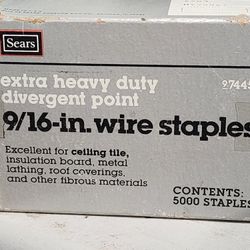 Sears
extra heavy duty
divergent point
9/16-in. wire staples
Excellent for ceiling tile,
insulation board, metal
lathing, roof coverings,
and other fibrous materials
CONTENTS:
5000 STAPLES